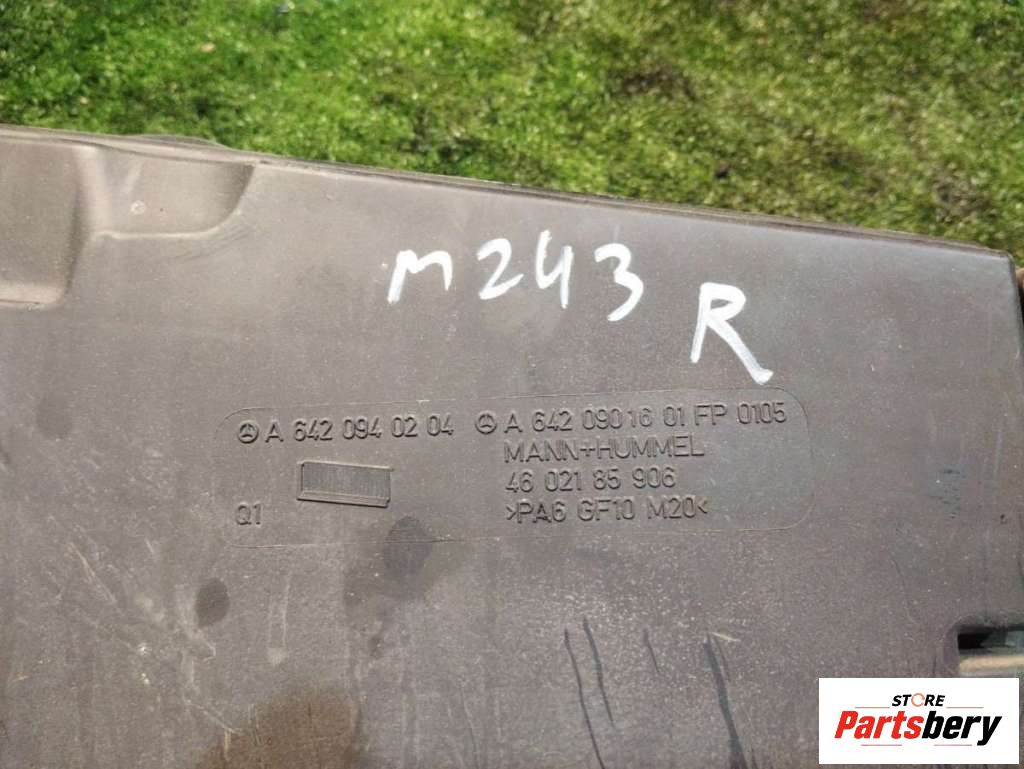 M243 R
A 642 094 02 04 A 642 090 16 01 FP 0105
MANN+HUMMEL
46 021 85 906
Q1 >PA6 GF10 M20<
STORE
Partsbery